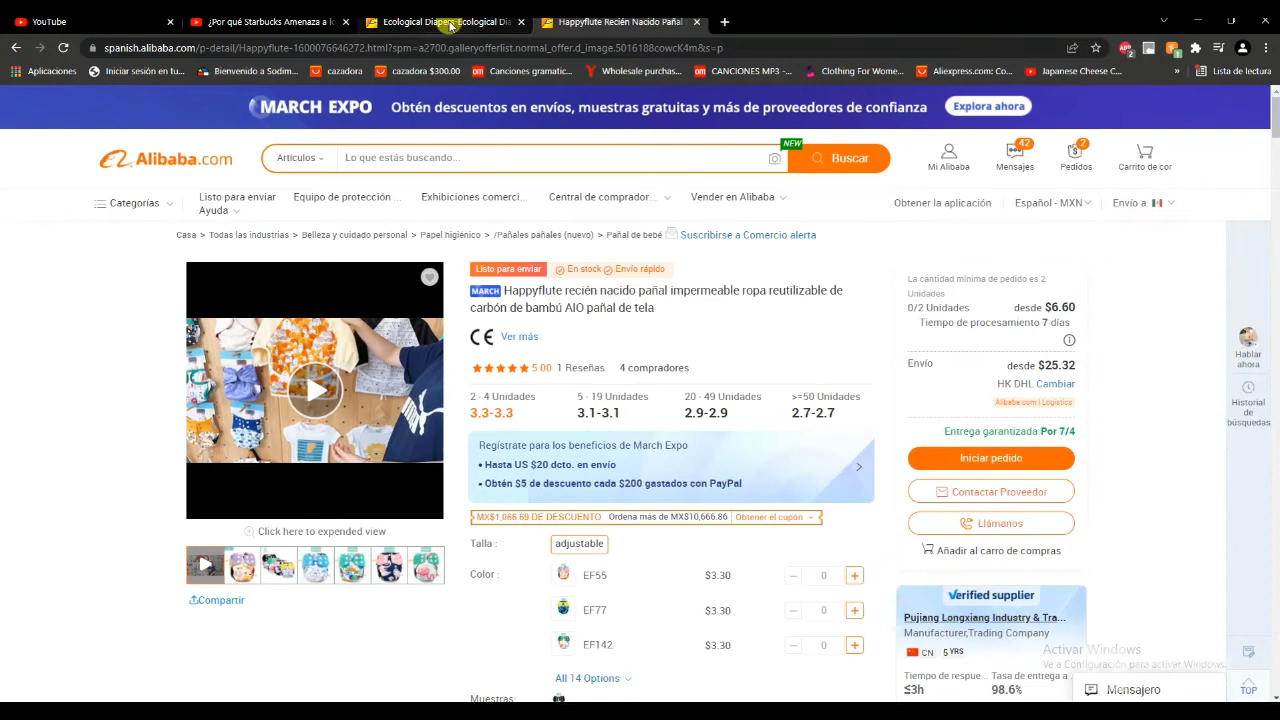 YouTube
¿Por qué Starbucks Amenaza a l
Ecological Diapers-Ecological Dia
Happyflute Recién Nacido Pañal
spanish.alibaba.com/p-detail/Happyflute-1600076646272.html?spm=a2700.galleryofferlist.normal_offer.d_image.5016188cowcK4m&s=p
Aplicaciones
Iniciar sesión en tu...
Bienvenido a Sodim...
cazadora
cazadora $300.00
Canciones gramatic...
Wholesale purchas...
CANCIONES MP3 -...
Clothing For Wome...
Aliexpress.com: Co...
Japanese Cheese C...
»
Lista de lectura
MARCH EXPO
Obtén descuentos en envíos, muestras gratuitas y más de proveedores de confianza
Explora ahora
Alibaba.com
Artículos
Lo que estás buscando...
NEW
Buscar
42
2
Mi Alibaba
Mensajes
Pedidos
Carrito de cor
Categorías
Listo para enviar
Equipo de protección ...
Exhibiciones comerci...
Central de comprador...
Vender en Alibaba
Ayuda
Obtener la aplicación
Español - MXN
Envío a:
Casa > Todas las industrias > Belleza y cuidado personal > Papel higiénico > /Pañales pañales (nuevo) > Pañal de bebé
Suscribirse a Comercio alerta
Listo para enviar
En stock
Envío rápido
MARCH Happyflute recién nacido pañal impermeable ropa reutilizable de
carbón de bambú AIO pañal de tela
CE
Ver más
5.00 1 Reseñas 4 compradores
2 - 4 Unidades
5 - 19 Unidades
20 - 49 Unidades
>=50 Unidades
3.3-3.3
3.1-3.1
2.9-2.9
2.7-2.7
Regístrate para los beneficios de March Expo
• Hasta US $20 dcto. en envío
• Obtén $5 de descuento cada $200 gastados con PayPal
MX$1,066.69 DE DESCUENTO
Ordena más de MX$10,666.86
Obtener el cupón
Talla :
adjustable
Color :
EF55
$3.30
0
EF77
$3.30
0
EF142
$3.30
0
All 14 Options
Muestras:
Click here to expended view
Compartir
La cantidad mínima de pedido es 2
Unidades
0/2 Unidades
desde $6.60
Tiempo de procesamiento 7 días
Envío
desde $25.32
HK DHL Cambiar
Alibaba.com | Logistics
Entrega garantizada Por 7/4
Iniciar pedido
Contactar Proveedor
Llámanos
Añadir al carro de compras
Verified supplier
Pujiang Longxiang Industry & Tra...
Manufacturer,Trading Company
CN
5 YRS
Tiempo de respue...
Tasa de entrega a
≤3h
98.6%
Hablar
ahora
Historial
de
búsquedas
Activar Windows
Ve a Configuración para activar Windows.
Mensajero
TOP